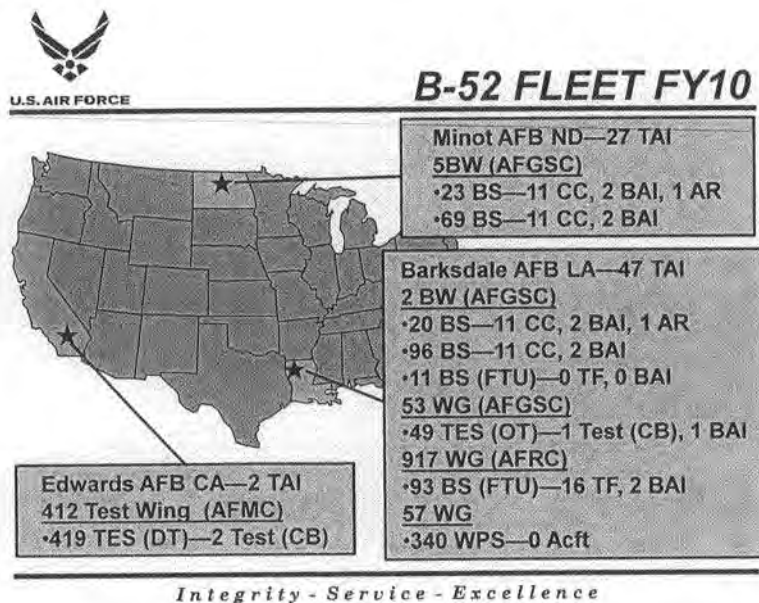 U.S. AIR FORCE
B-52 FLEET FY10
Minot AFB ND—27 TAI
5BW (AFGSC)
•23 BS—11 CC, 2 BAI, 1 AR
•69 BS—11 CC, 2 BAI
Barksdale AFB LA—47 TAI
2 BW (AFGSC)
•20 BS—11 CC, 2 BAI, 1 AR
•96 BS—11 CC, 2 BAI
•11 BS (FTU)—0 TF, 0 BAI
53 WG (AFGSC)
•49 TES (OT)—1 Test (CB), 1 BAI
917 WG (AFRC)
•93 BS (FTU)—16 TF, 2 BAI
57 WG
•340 WPS—0 Acft
Edwards AFB CA—2 TAI
412 Test Wing (AFMC)
•419 TES (DT)—2 Test (CB)
Integrity - Service - Excellence